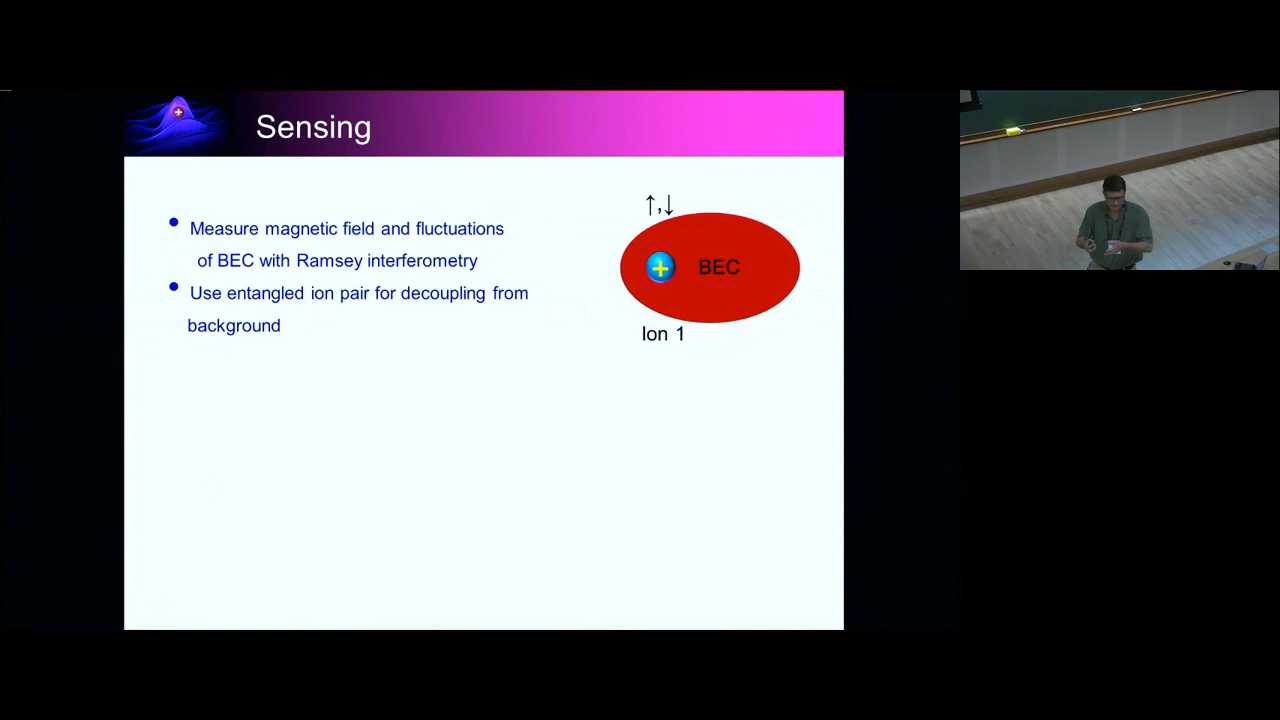 Sensing
• Measure magnetic field and fluctuations
of BEC with Ramsey interferometry
• Use entangled ion pair for decoupling from
background
↑,↓
+ BEC
Ion 1